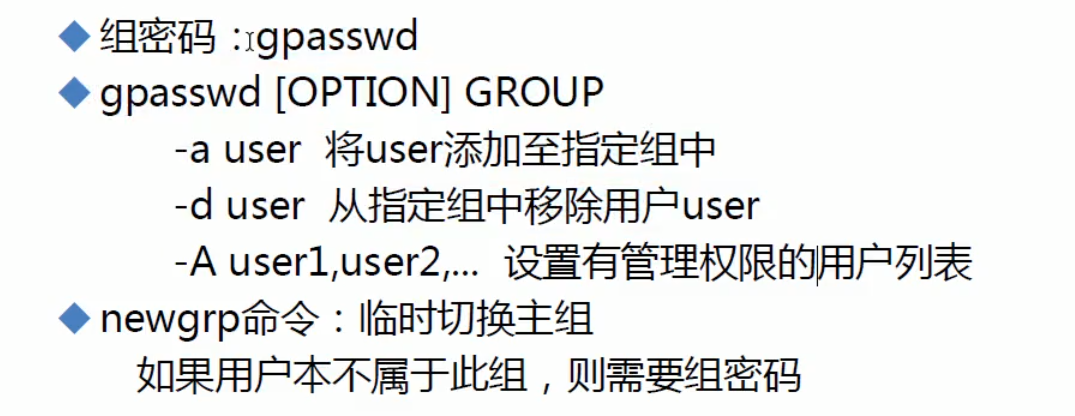 组密码：gpasswd
gpasswd [OPTION] GROUP
-a user 将user添加至指定组中
-d user 从指定组中移除用户user
-A user1,user2,... 设置有管理权限的用户列表
newgrp命令：临时切换主组
如果用户本不属于此组，则需要组密码